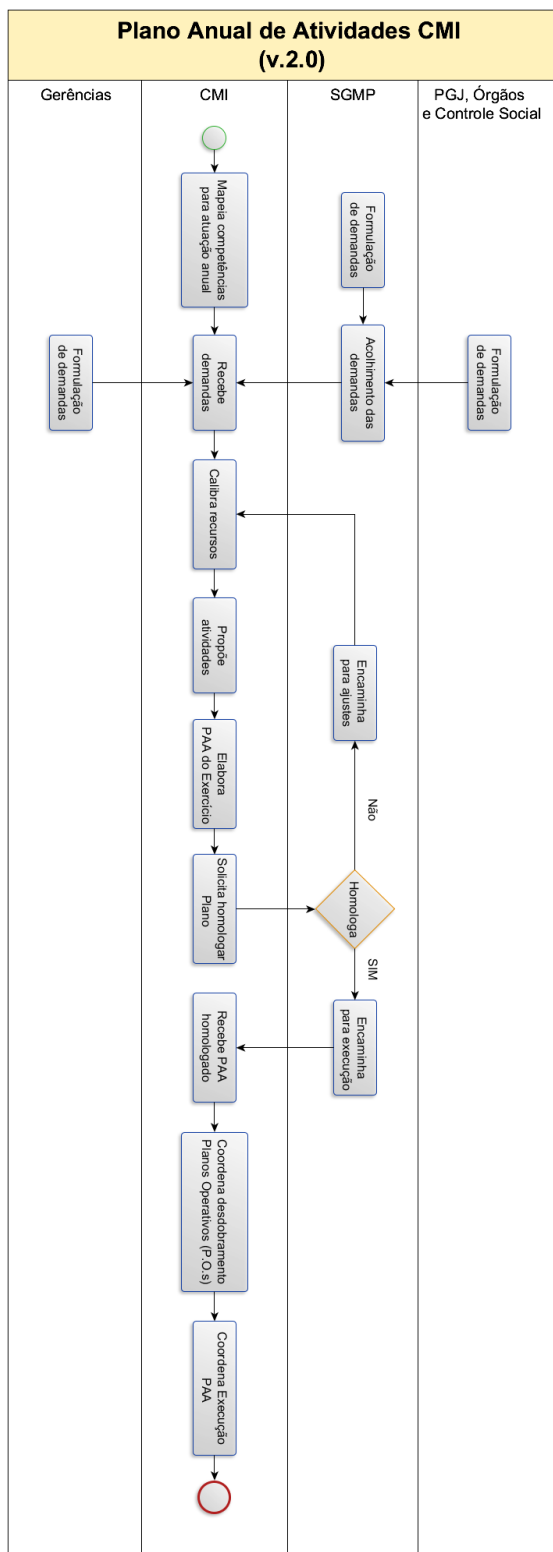 Plano Anual de Atividades CMI
(v.2.0)
Gerências
CMI
SGMP
PGJ, Órgãos
e Controle Social
Mapeia competências
para atuação anual
Formulação
de demandas
Formulação
de demandas
Recebe
demandas
Acolhimento das
demandas
Formulação
de demandas
Calibra recursos
Propõe
atividades
Encaminha
para ajustes
Elabora
PAA do Exercício
Não
Solicita homologar
Plano
Homologa
SIM
Encaminha
para execução
Recebe PAA
homologado
Coordena desdobramento
Planos Operativos (P.O.s)
Coordena Execução
PAA